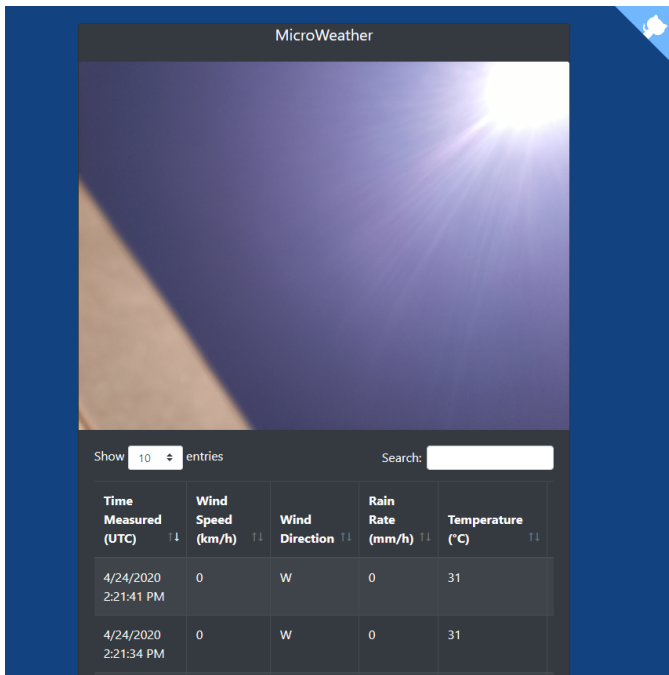 MicroWeather
Show 10 entries Search:
Time Measured (UTC) Wind Speed (km/h) Wind Direction Rain Rate (mm/h) Temperature (°C)
4/24/2020 2:21:41 PM 0 W 0 31
4/24/2020 2:21:34 PM 0 W 0 31